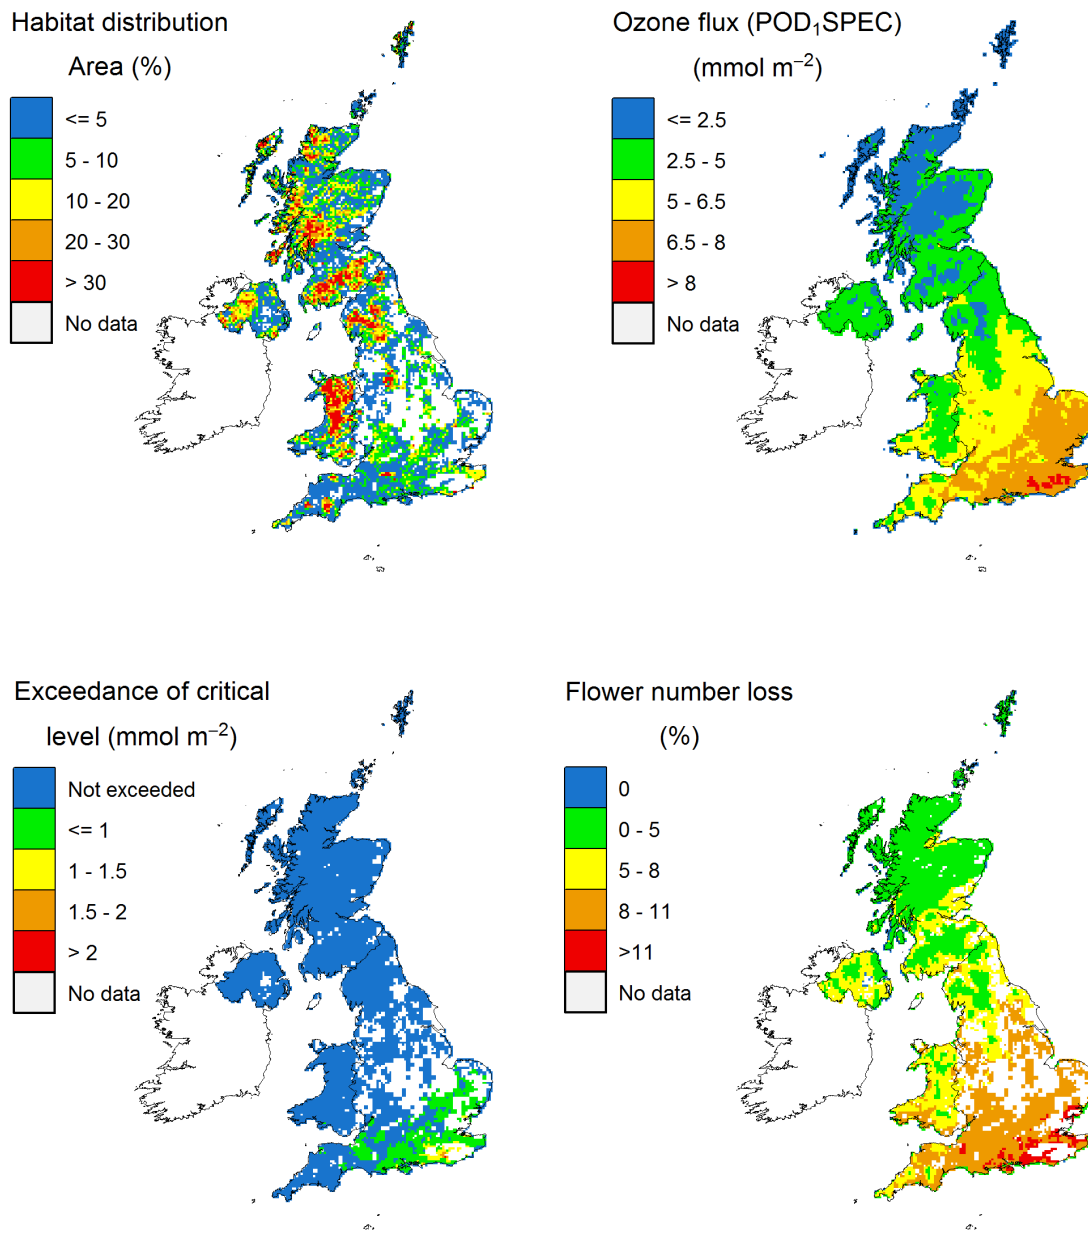 Habitat distribution
Area (%)
<= 5
5 - 10
10 - 20
20 - 30
> 30
No data
Ozone flux (POD₁SPEC)
(mmol m⁻²)
<= 2.5
2.5 - 5
5 - 6.5
6.5 - 8
> 8
No data
Exceedance of critical
level (mmol m⁻²)
Not exceeded
<= 1
1 - 1.5
1.5 - 2
> 2
No data
Flower number loss
(%)
0
0 - 5
5 - 8
8 - 11
>11
No data